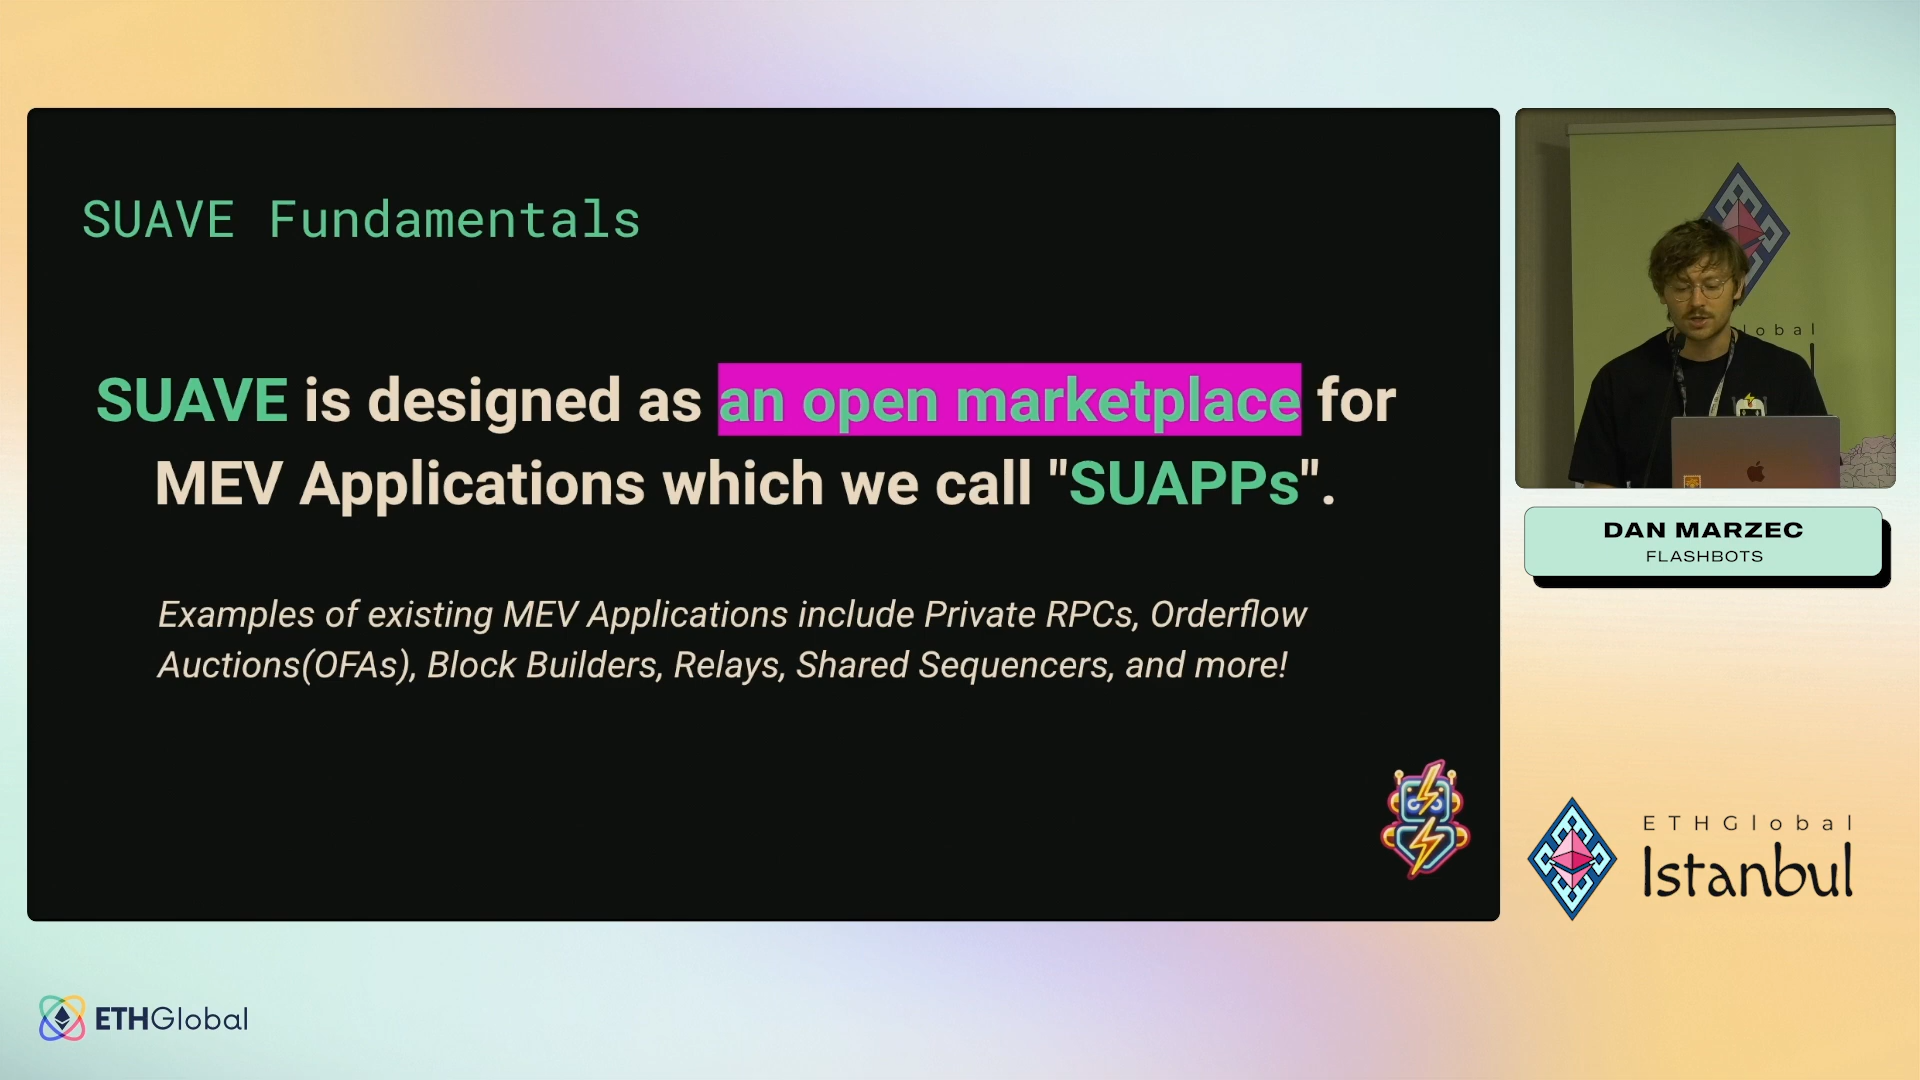 SUAVE Fundamentals
SUAVE is designed as an open marketplace for
MEV Applications which we call "SUAPPs".
Examples of existing MEV Applications include Private RPCs, Orderflow
Auctions(OFAs), Block Builders, Relays, Shared Sequencers, and more!
lobal
DAN MARZEC
FLASHBOTS
ETHGlobal
Istanbul
ETHGlobal